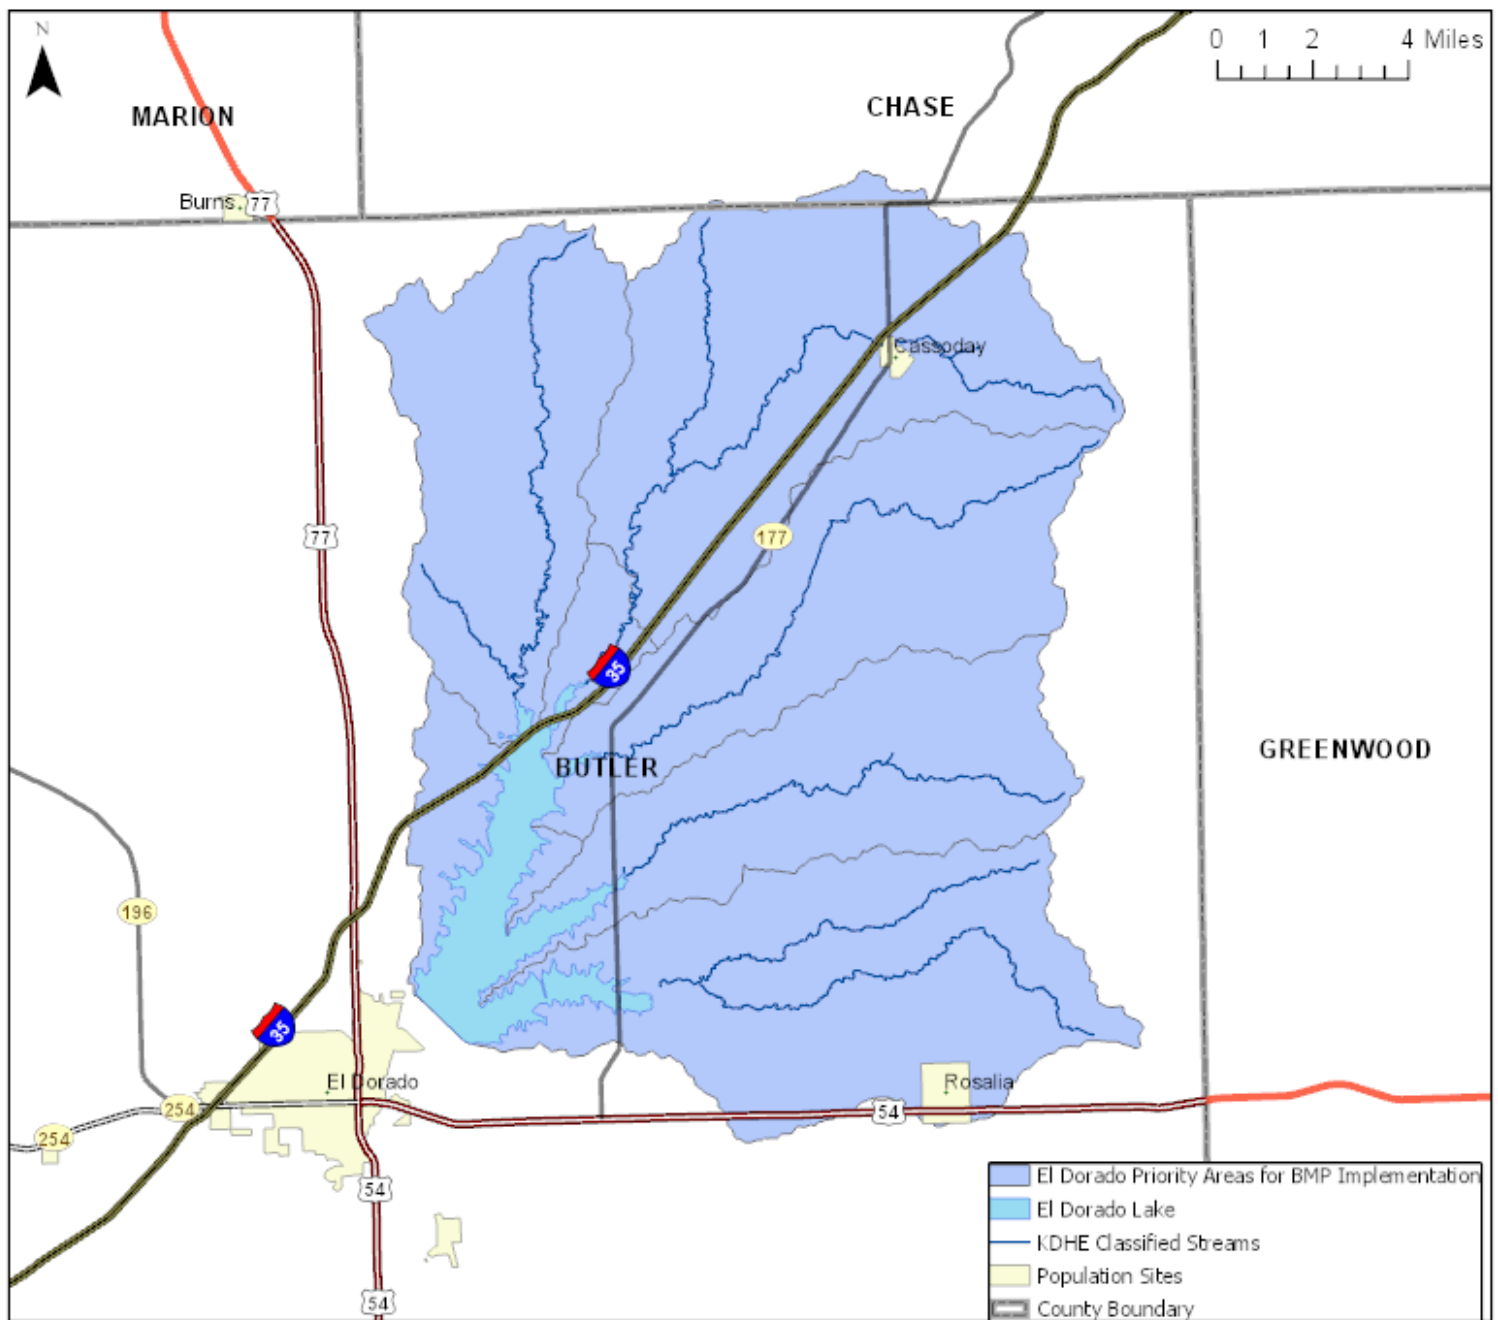 N
0 1 2 4 Miles
MARION
CHASE
Burns
77
Cassoday
77
177
35
BUTLER
GREENWOOD
196
35
El Dorado
Rosalia
254
54
254
54
54
El Dorado Priority Areas for BMP Implementation
El Dorado Lake
KDHE Classified Streams
Population Sites
County Boundary